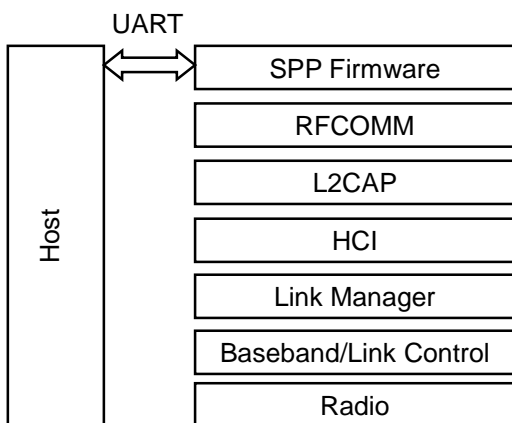 UART
SPP Firmware
RFCOMM
L2CAP
HCI
Host
Link Manager
Baseband/Link Control
Radio